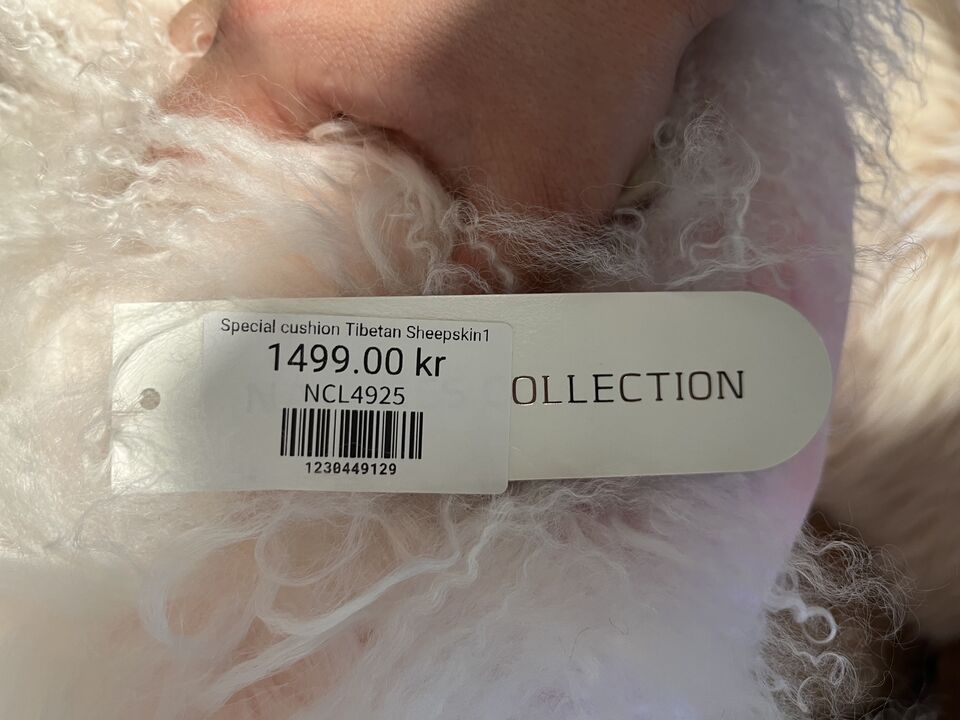 Special cushion Tibetan Sheepskin1
1499.00 kr
NCL4925
1230449129
OLLECTION